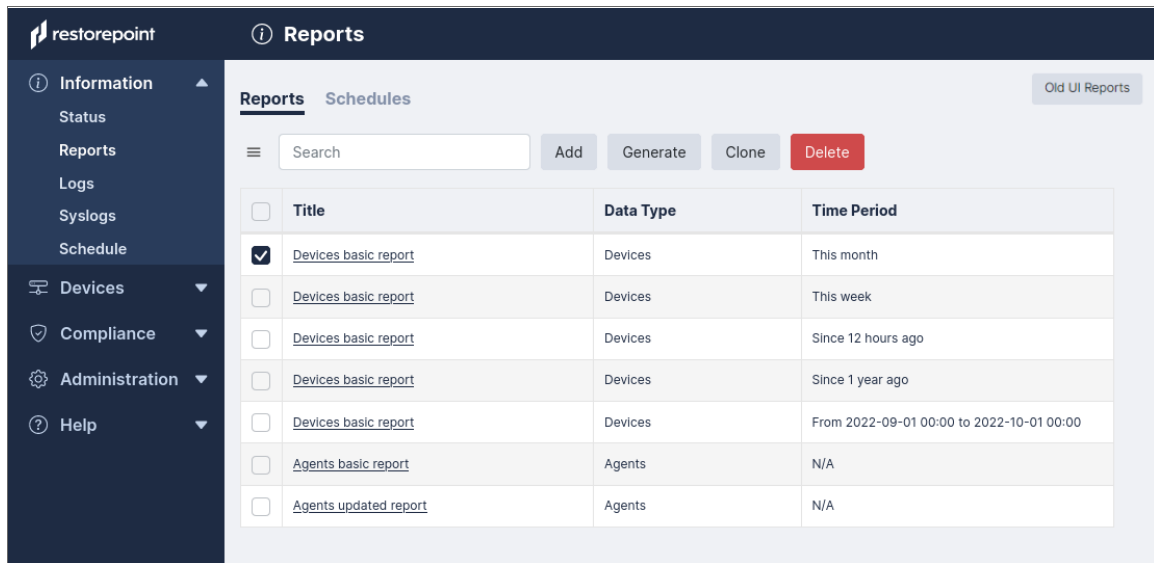 restorepoint
Reports
Information
Status
Reports
Logs
Syslogs
Schedule
Devices
Compliance
Administration
Help
Reports Schedules
Old UI Reports
Search Add Generate Clone Delete
Title Data Type Time Period
Devices basic report Devices This month
Devices basic report Devices This week
Devices basic report Devices Since 12 hours ago
Devices basic report Devices Since 1 year ago
Devices basic report Devices From 2022-09-01 00:00 to 2022-10-01 00:00
Agents basic report Agents N/A
Agents updated report Agents N/A